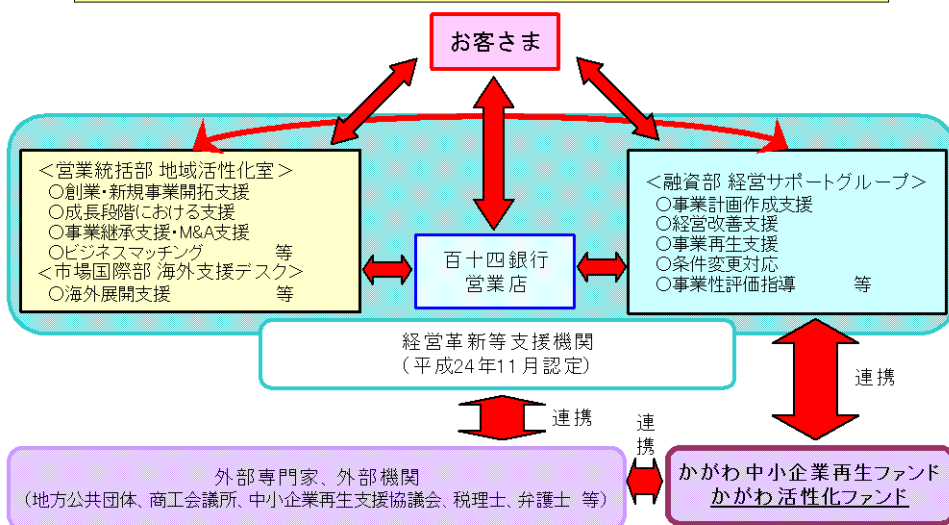 お客さま
＜営業統括部 地域活性化室＞
○創業・新規事業開拓支援
○成長段階における支援
○事業継承支援・M&A支援
○ビジネスマッチング 等
＜市場国際部 海外支援デスク＞
○海外展開支援 等
百十四銀行
営業店
＜融資部 経営サポートグループ＞
○事業計画作成支援
○経営改善支援
○事業再生支援
○条件変更対応
○事業性評価指導 等
経営革新等支援機関
（平成24年11月認定）
連携
連携
連携
外部専門家、外部機関
（地方公共団体、商工会議所、中小企業再生支援協議会、税理士、弁護士 等）
かがわ中小企業再生ファンド
かがわ活性化ファンド